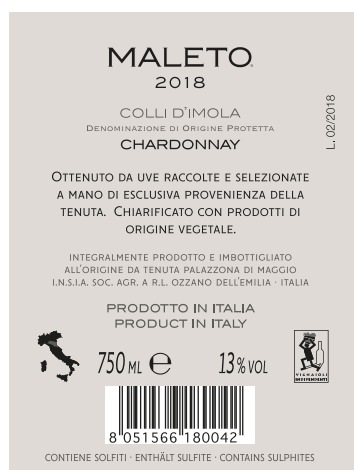 MALETO
2018
COLLI D'IMOLA
DENOMINAZIONE DI ORIGINE PROTETTA
CHARDONNAY
L. 02/2018
OTTENUTO DA UVE RACCOLTE E SELEZIONATE
A MANO DI ESCLUSIVA PROVENIENZA DELLA
TENUTA. CHIARIFICATO CON PRODOTTI DI
ORIGINE VEGETALE.
INTEGRALMENTE PRODOTTO E IMBOTTIGLIATO
ALL'ORIGINE DA TENUTA PALAZZONA DI MAGGIO
I.N.S.I.A. SOC. AGR. A R.L. OZZANO DELL'EMILIA · ITALIA
PRODOTTO IN ITALIA
PRODUCT IN ITALY
750 ML e 13% VOL
VIGNAIOLI
INDIPENDENTI
8 051566 180042
CONTIENE SOLFITI · ENTHÄLT SULFITE · CONTAINS SULPHITES